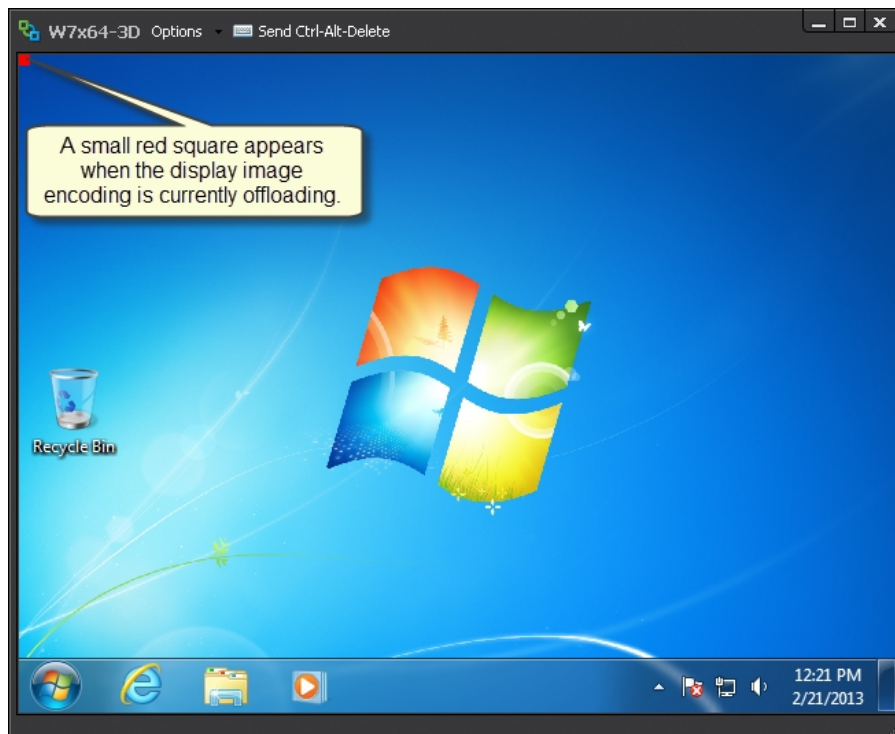 W7x64-3D Options Send Ctrl-Alt-Delete
A small red square appears
when the display image
encoding is currently offloading.
Recycle Bin
12:21 PM
2/21/2013